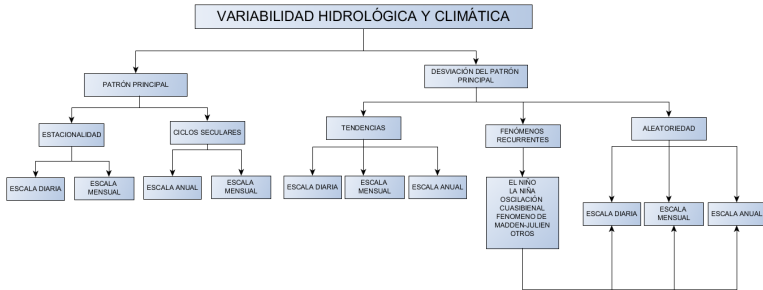 VARIABILIDAD HIDROLÓGICA Y CLIMÁTICA
PATRÓN PRINCIPAL
DESVIACIÓN DEL PATRÓN
PRINCIPAL
ESTACIONALIDAD
CICLOS SECULARES
TENDENCIAS
FENÓMENOS
RECURRENTES
ALEATORIEDAD
ESCALA DIARIA
ESCALA
MENSUAL
ESCALA ANUAL
ESCALA
MENSUAL
ESCALA DIARIA
ESCALA
MENSUAL
ESCALA ANUAL
EL NIÑO
LA NIÑA
OSCILACIÓN
CUASIBIENAL
FENOMENO DE
MADDEN-JULIEN
OTROS
ESCALA DIARIA
ESCALA
MENSUAL
ESCALA ANUAL